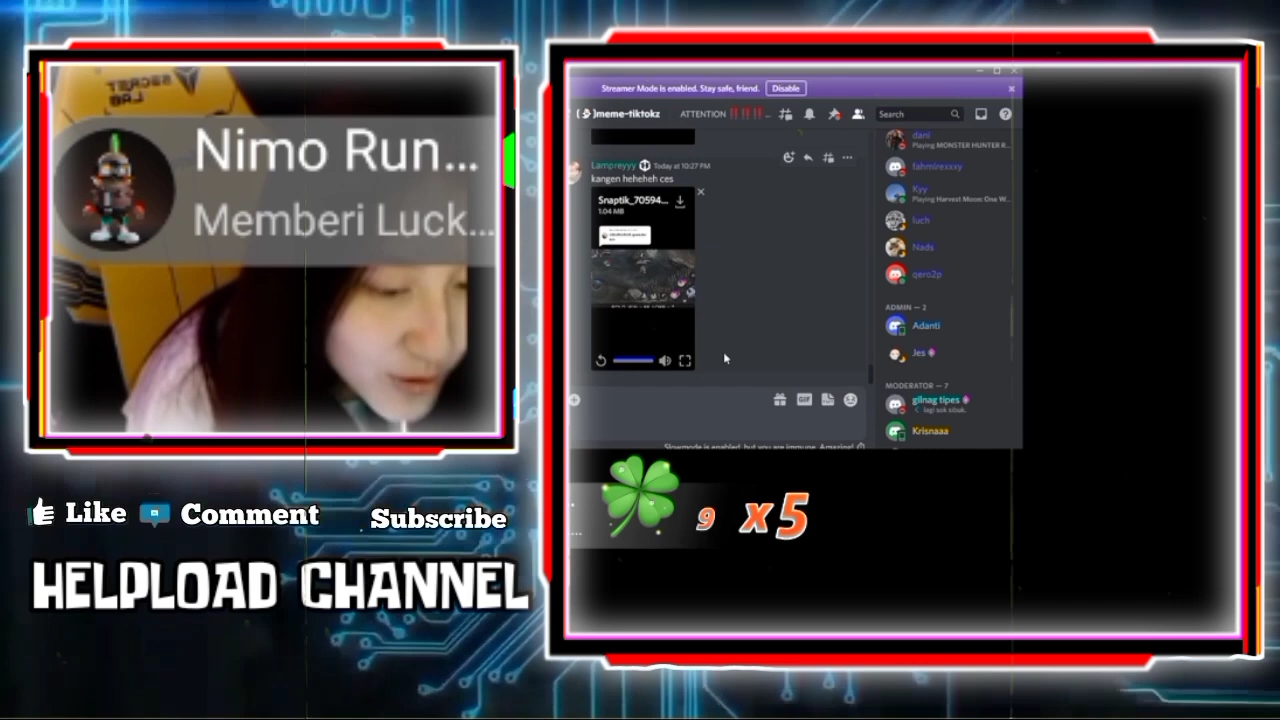 Nimo Run...
Memberi Luck...
Like
Comment
Subscribe
HELPLOAD CHANNEL
Streamer Mode is enabled. Stay safe, friend.
Disable
meme-tiktokz
ATTENTION ‼️‼️‼️...
Search
Lampreyyy
Today at 10:27 PM
kangen heheheh ces
Snaptik_70594...
1.04 MB
GIF
Slowmode is enabled, but you are immune. Amazing!
dani
Playing MONSTER HUNTER R...
fahmirexxxy
Kyy
Playing Harvest Moon: One W...
luch
Nads
qero2p
ADMIN — 2
Adanti
Jes
MODERATOR — 7
gilnag tipes
lagi sok sibuk.
Krisnaaa
9 x5